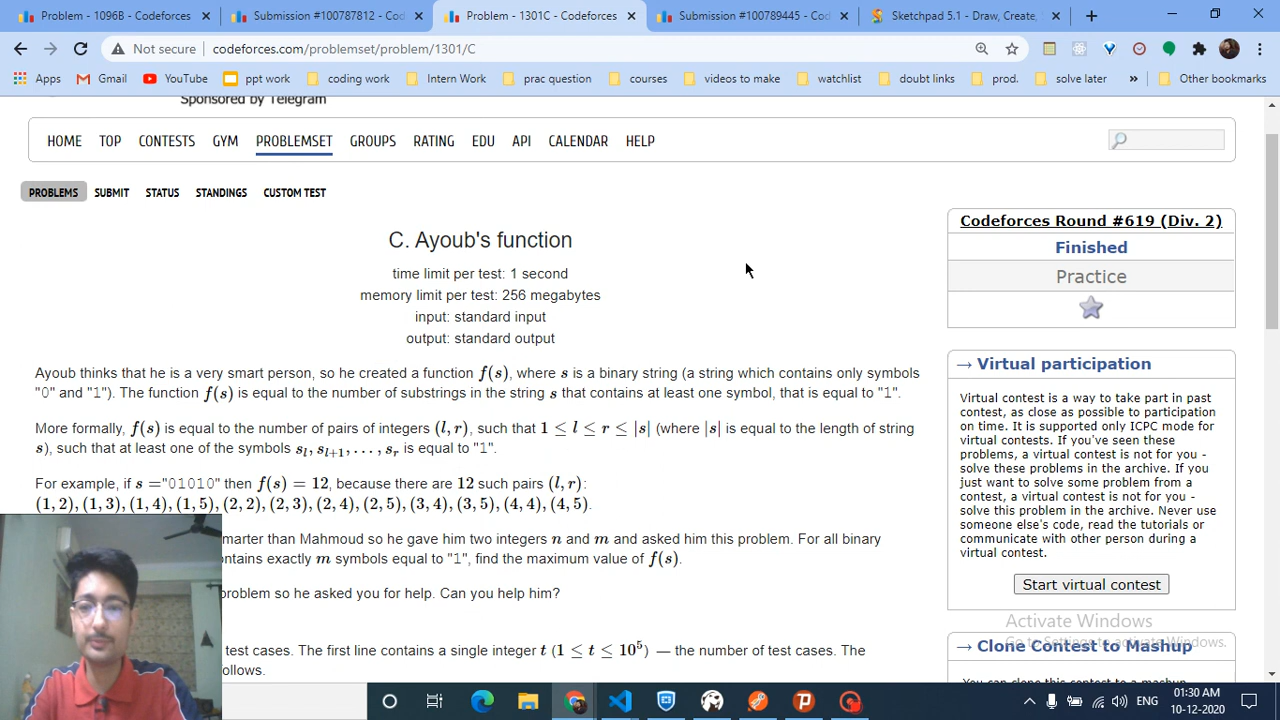 Problem - 1096B - Codeforces
Submission #100787812 - Cod
Problem - 1301C - Codeforces
Submission #100789445 - Cod
Sketchpad 5.1 - Draw, Create,
Not secure
codeforces.com/problemset/problem/1301/C
Apps
Gmail
YouTube
ppt work
coding work
Intern Work
prac question
courses
videos to make
watchlist
doubt links
prod.
solve later
»
Other bookmarks
Sponsored by Telegram
HOME TOP CONTESTS GYM PROBLEMSET GROUPS RATING EDU API CALENDAR HELP
PROBLEMS SUBMIT STATUS STANDINGS CUSTOM TEST
C. Ayoub's function
time limit per test: 1 second
memory limit per test: 256 megabytes
input: standard input
output: standard output
Ayoub thinks that he is a very smart person, so he created a function f(s), where s is a binary string (a string which contains only symbols
"0" and "1"). The function f(s) is equal to the number of substrings in the string s that contains at least one symbol, that is equal to "1".
More formally, f(s) is equal to the number of pairs of integers (l, r), such that 1 ≤ l ≤ r ≤ |s| (where |s| is equal to the length of string
s), such that at least one of the symbols s_l, s_{l+1}, ..., s_r is equal to "1".
For example, if s ="01010" then f(s) = 12, because there are 12 such pairs (l, r):
(1, 2), (1, 3), (1, 4), (1, 5), (2, 2), (2, 3), (2, 4), (2, 5), (3, 4), (3, 5), (4, 4), (4, 5).
marter than Mahmoud so he gave him two integers n and m and asked him this problem. For all binary
ntains exactly m symbols equal to "1", find the maximum value of f(s).
problem so he asked you for help. Can you help him?
test cases. The first line contains a single integer t (1 ≤ t ≤ 10^5) — the number of test cases. The
ollows.
Codeforces Round #619 (Div. 2)
Finished
Practice
→ Virtual participation
Virtual contest is a way to take part in past
contest, as close as possible to participation
on time. It is supported only ICPC mode for
virtual contests. If you've seen these
problems, a virtual contest is not for you -
solve these problems in the archive. If you
just want to solve some problem from a
contest, a virtual contest is not for you -
solve this problem in the archive. Never use
someone else's code, read the tutorials or
communicate with other person during a
virtual contest.
Start virtual contest
Activate Windows
Go to Settings to activate Windows.
→ Clone Contest to Mashup
ENG
01:30 AM
10-12-2020